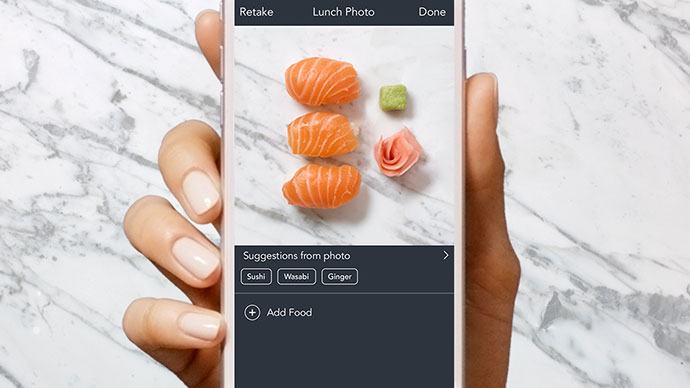 Retake Lunch Photo Done
Suggestions from photo
Sushi Wasabi Ginger
Add Food